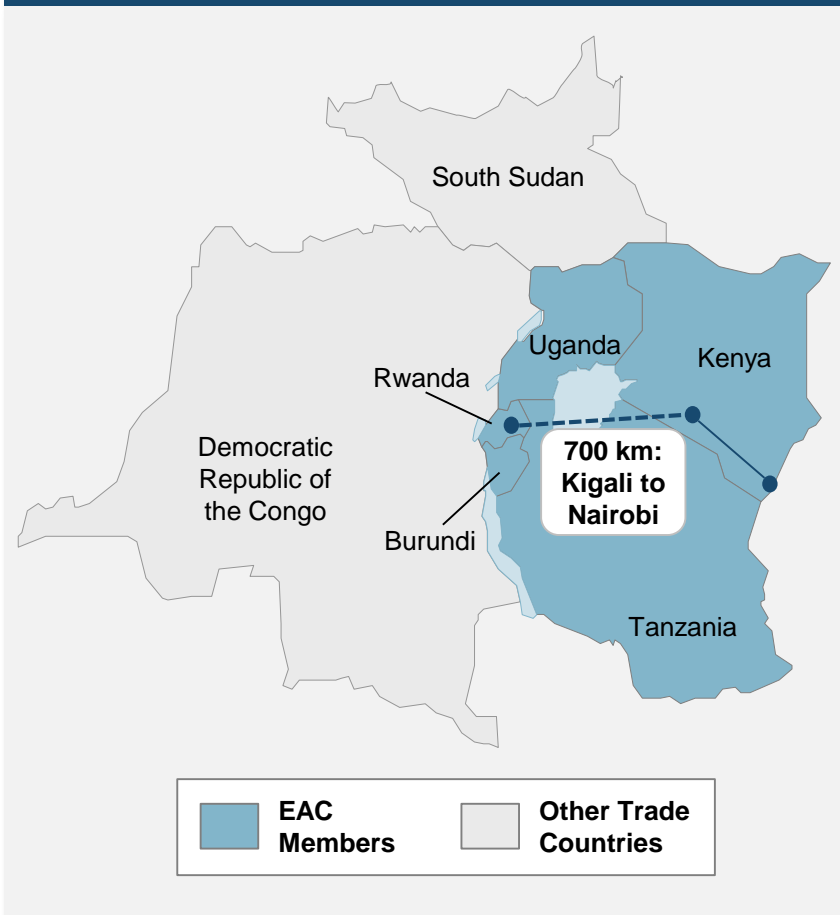 South Sudan
Uganda
Kenya
Rwanda
Democratic
Republic of
the Congo
700 km:
Kigali to
Nairobi
Burundi
Tanzania
EAC
Members
Other Trade
Countries